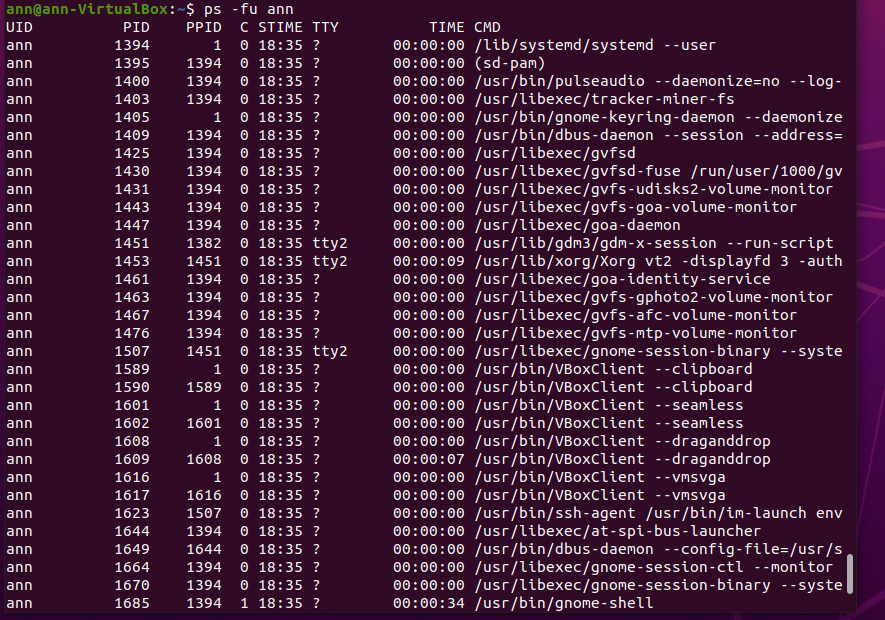 ann@ann-VirtualBox:~$ ps -fu ann
UID          PID    PPID  C STIME TTY          TIME CMD
ann         1394       1  0 18:35 ?        00:00:00 /lib/systemd/systemd --user
ann         1395    1394  0 18:35 ?        00:00:00 (sd-pam)
ann         1400    1394  0 18:35 ?        00:00:00 /usr/bin/pulseaudio --daemonize=no --log-
ann         1403    1394  0 18:35 ?        00:00:00 /usr/libexec/tracker-miner-fs
ann         1405       1  0 18:35 ?        00:00:00 /usr/bin/gnome-keyring-daemon --daemonize
ann         1409    1394  0 18:35 ?        00:00:00 /usr/bin/dbus-daemon --session --address=
ann         1425    1394  0 18:35 ?        00:00:00 /usr/libexec/gvfsd
ann         1430    1394  0 18:35 ?        00:00:00 /usr/libexec/gvfsd-fuse /run/user/1000/gv
ann         1431    1394  0 18:35 ?        00:00:00 /usr/libexec/gvfs-udisks2-volume-monitor
ann         1443    1394  0 18:35 ?        00:00:00 /usr/libexec/gvfs-goa-volume-monitor
ann         1447    1394  0 18:35 ?        00:00:00 /usr/libexec/goa-daemon
ann         1451    1382  0 18:35 tty2     00:00:00 /usr/lib/gdm3/gdm-x-session --run-script
ann         1453    1451  0 18:35 tty2     00:00:09 /usr/lib/xorg/Xorg vt2 -displayfd 3 -auth
ann         1461    1394  0 18:35 ?        00:00:00 /usr/libexec/goa-identity-service
ann         1463    1394  0 18:35 ?        00:00:00 /usr/libexec/gvfs-gphoto2-volume-monitor
ann         1467    1394  0 18:35 ?        00:00:00 /usr/libexec/gvfs-afc-volume-monitor
ann         1476    1394  0 18:35 ?        00:00:00 /usr/libexec/gvfs-mtp-volume-monitor
ann         1507    1451  0 18:35 tty2     00:00:00 /usr/libexec/gnome-session-binary --syste
ann         1589       1  0 18:35 ?        00:00:00 /usr/bin/VBoxClient --clipboard
ann         1590    1589  0 18:35 ?        00:00:00 /usr/bin/VBoxClient --clipboard
ann         1601       1  0 18:35 ?        00:00:00 /usr/bin/VBoxClient --seamless
ann         1602    1601  0 18:35 ?        00:00:00 /usr/bin/VBoxClient --seamless
ann         1608       1  0 18:35 ?        00:00:00 /usr/bin/VBoxClient --draganddrop
ann         1609    1608  0 18:35 ?        00:00:07 /usr/bin/VBoxClient --draganddrop
ann         1616       1  0 18:35 ?        00:00:00 /usr/bin/VBoxClient --vmsvga
ann         1617    1616  0 18:35 ?        00:00:00 /usr/bin/VBoxClient --vmsvga
ann         1623    1507  0 18:35 ?        00:00:00 /usr/bin/ssh-agent /usr/bin/im-launch env
ann         1644    1394  0 18:35 ?        00:00:00 /usr/libexec/at-spi-bus-launcher
ann         1649    1644  0 18:35 ?        00:00:00 /usr/bin/dbus-daemon --config-file=/usr/s
ann         1664    1394  0 18:35 ?        00:00:00 /usr/libexec/gnome-session-ctl --monitor
ann         1670    1394  0 18:35 ?        00:00:00 /usr/libexec/gnome-session-binary --syste
ann         1685    1394  1 18:35 ?        00:00:34 /usr/bin/gnome-shell